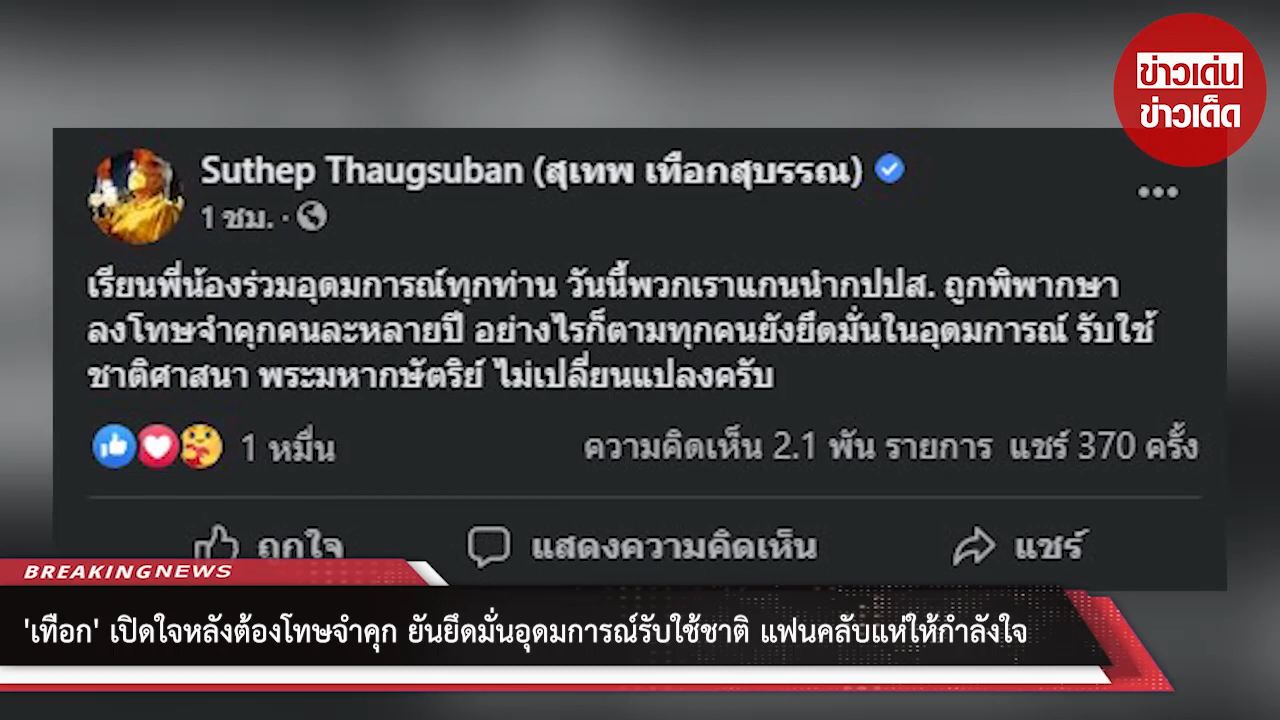 ข่าวเด่น
ข่าวเด็ด
Suthep Thaugsuban (สุเทพ เทือกสุบรรณ)
1 ชม. ·
เรียนพี่น้องร่วมอุดมการณ์ทุกท่าน วันนี้พวกเราแกนนำกปปส. ถูกพิพากษา
ลงโทษจำคุกคนละหลายปี อย่างไรก็ตามทุกคนยังยึดมั่นในอุดมการณ์ รับใช้
ชาติศาสนา พระมหากษัตริย์ ไม่เปลี่ยนแปลงครับ
1 หมื่น ความคิดเห็น 2.1 พัน รายการ แชร์ 370 ครั้ง
ถูกใจ แสดงความคิดเห็น แชร์
BREAKING NEWS
'เทือก' เปิดใจหลังต้องโทษจำคุก ยันยึดมั่นอุดมการณ์รับใช้ชาติ แฟนคลับแห่ให้กำลังใจ